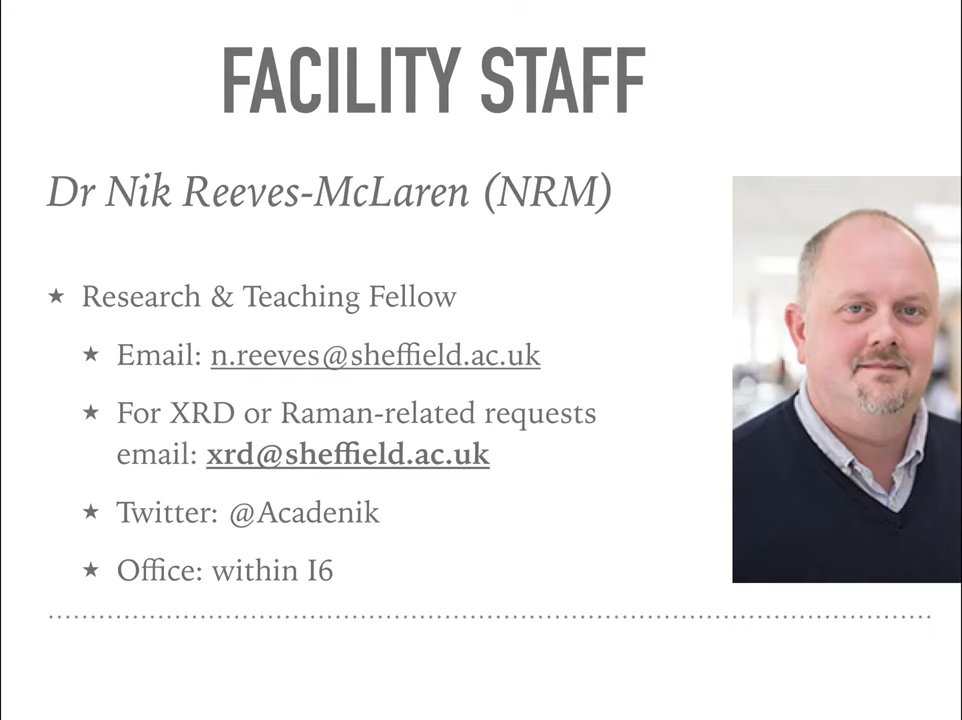 FACILITY STAFF
Dr Nik Reeves-McLaren (NRM)
★ Research & Teaching Fellow
★ Email: n.reeves@sheffield.ac.uk
★ For XRD or Raman-related requests
email: xrd@sheffield.ac.uk
★ Twitter: @Acadenik
★ Office: within I6